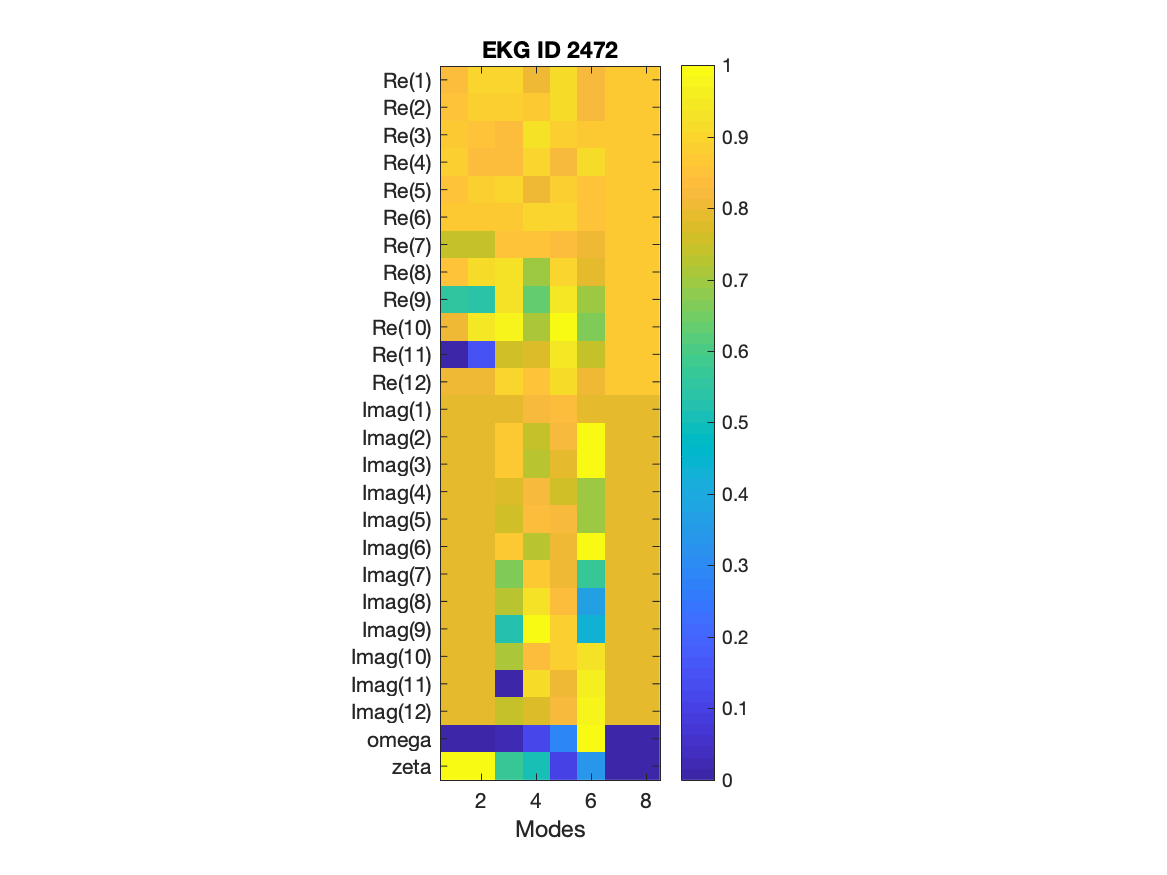 EKG ID 2472
Re(1)
Re(2)
Re(3)
Re(4)
Re(5)
Re(6)
Re(7)
Re(8)
Re(9)
Re(10)
Re(11)
Re(12)
Imag(1)
Imag(2)
Imag(3)
Imag(4)
Imag(5)
Imag(6)
Imag(7)
Imag(8)
Imag(9)
Imag(10)
Imag(11)
Imag(12)
omega
zeta
2 4 6 8
Modes
1
0.9
0.8
0.7
0.6
0.5
0.4
0.3
0.2
0.1
0